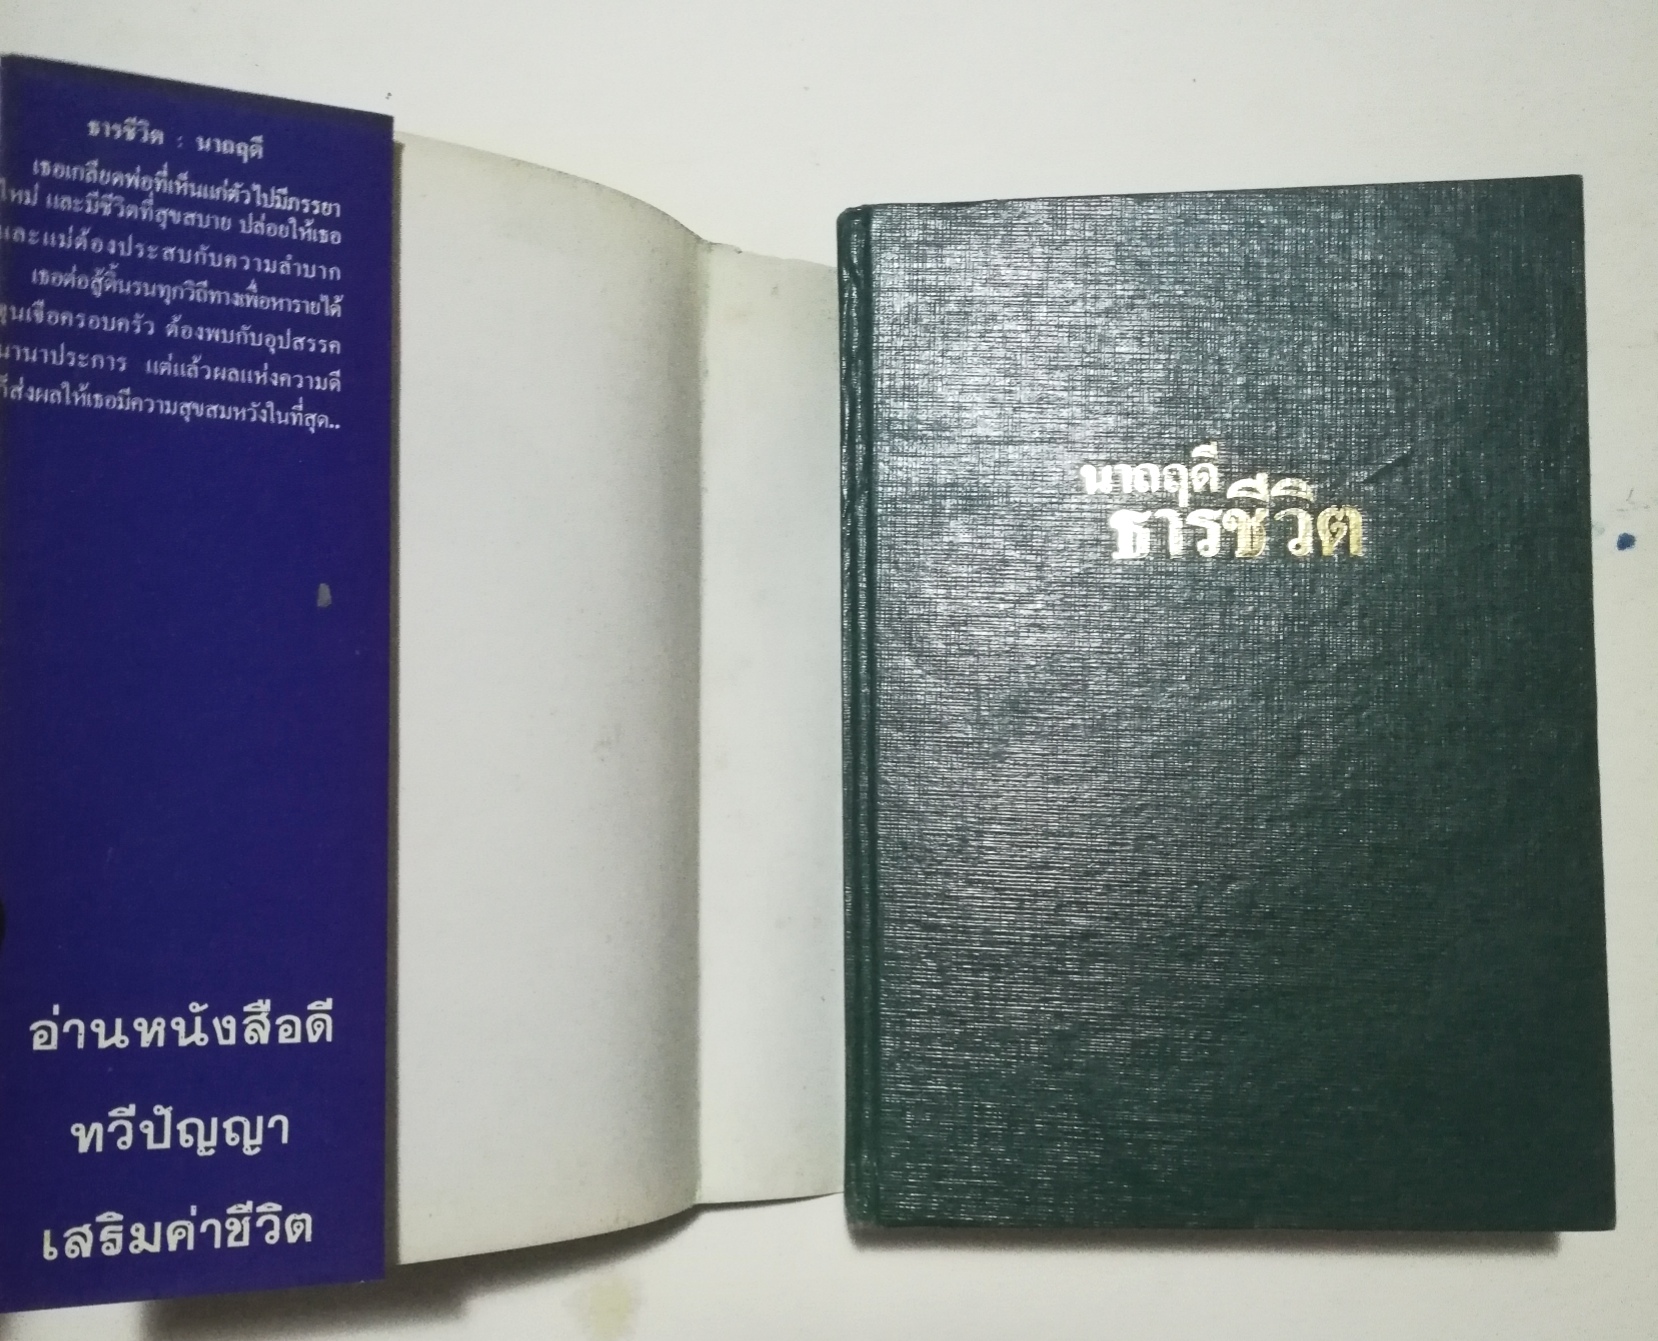 ธารชีวิต : นาถฤดี
เธอเกลียดพ่อที่เห็นแก่ตัวไปมีภรรยา
ใหม่ และมีชีวิตที่สุขสบาย ปล่อยให้เธอ
และแม่ต้องประสบกับความลำบาก
เธอต่อสู้ดิ้นรนทุกวิถีทางเพื่อหารายได้
จุนเจือครอบครัว ต้องพบกับอุปสรรค
นานาประการ แต่แล้วผลแห่งความดี
ก็ส่งผลให้เธอมีความสุขสมหวังในที่สุด..
อ่านหนังสือดี
ทวีปัญญา
เสริมค่าชีวิต
นาถฤดี
ธารชีวิต